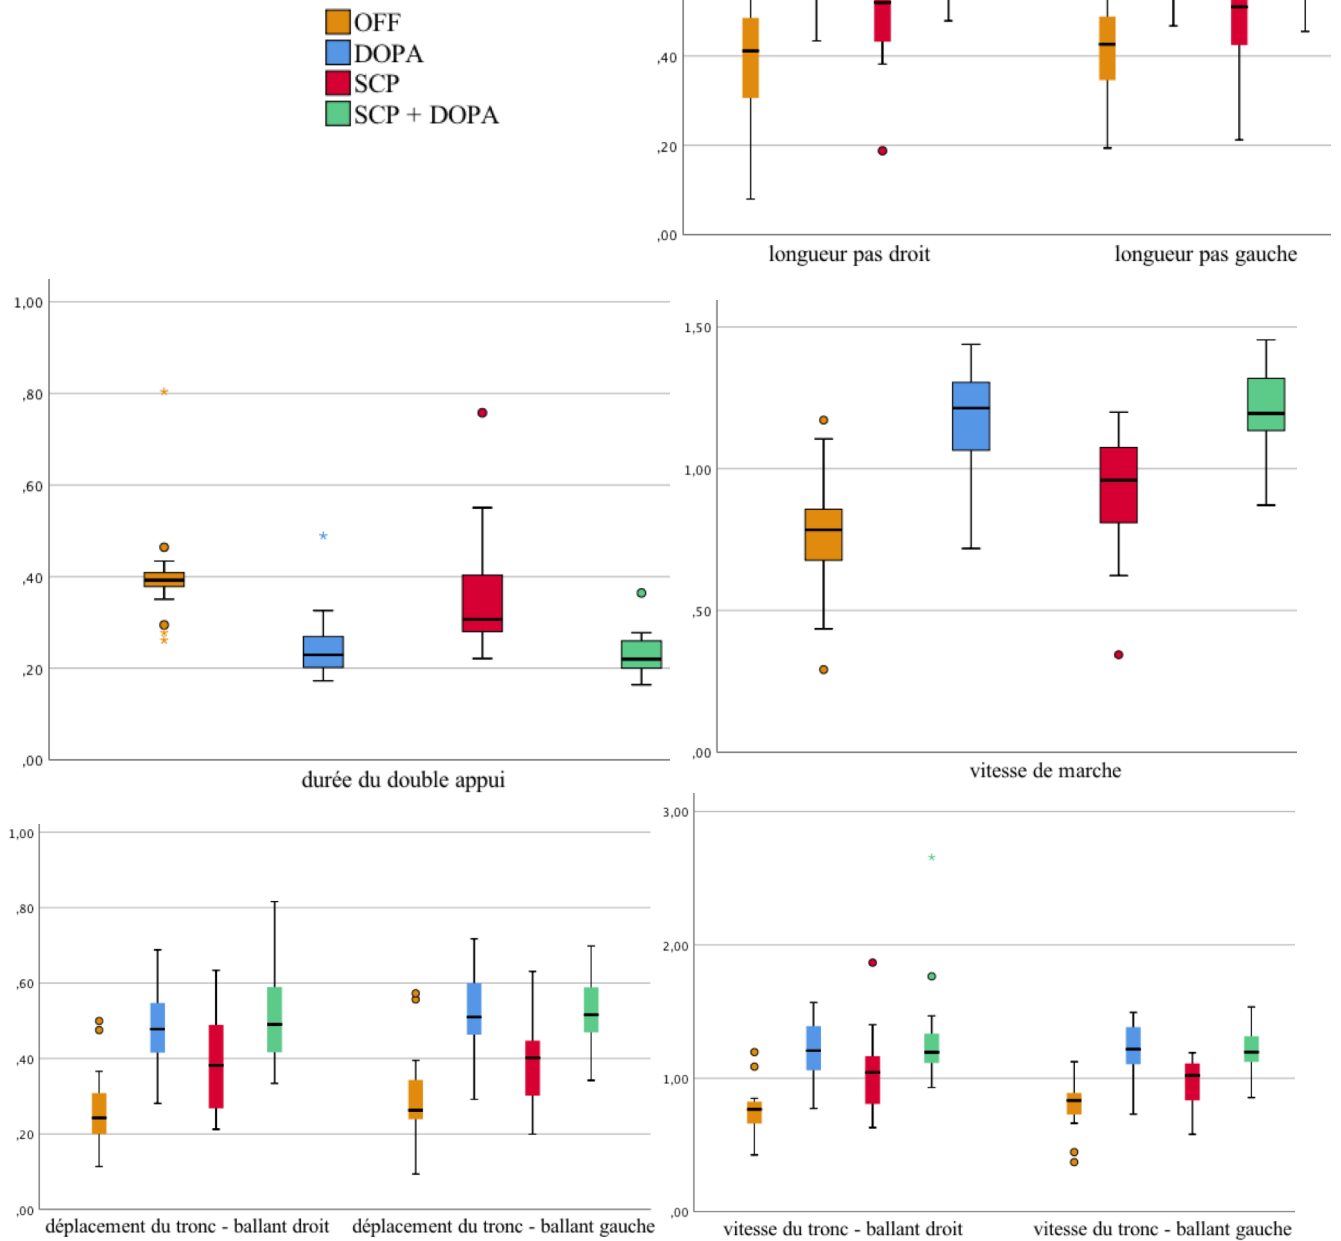 OFF
DOPA
SCP
SCP + DOPA
,40
,20
,00
longueur pas droit longueur pas gauche
1,00
,80
,60
,40
,20
,00
durée du double appui
1,50
1,00
,50
,00
vitesse de marche
1,00
,80
,60
,40
,20
,00
déplacement du tronc - ballant droit déplacement du tronc - ballant gauche
3,00
2,00
1,00
,00
vitesse du tronc - ballant droit vitesse du tronc - ballant gauche